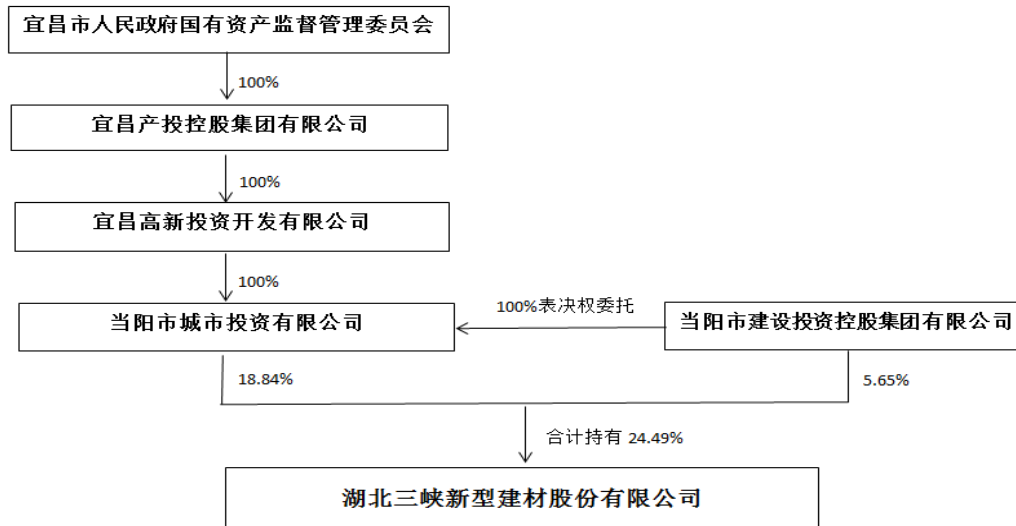 宜昌市人民政府国有资产监督管理委员会
100%
宜昌产投控股集团有限公司
100%
宜昌高新投资开发有限公司
100%
100%表决权委托
当阳市城市投资有限公司
当阳市建设投资控股集团有限公司
18.84%
5.65%
合计持有 24.49%
湖北三峡新型建材股份有限公司